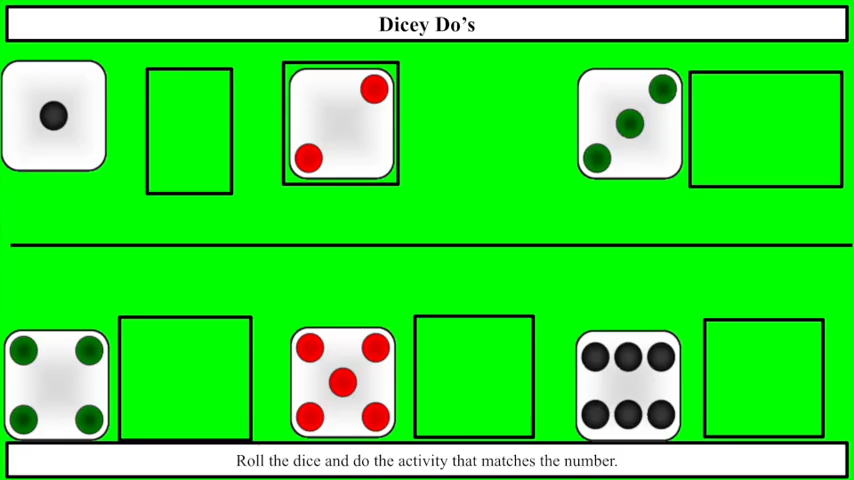 Dicey Do’s
Roll the dice and do the activity that matches the number.